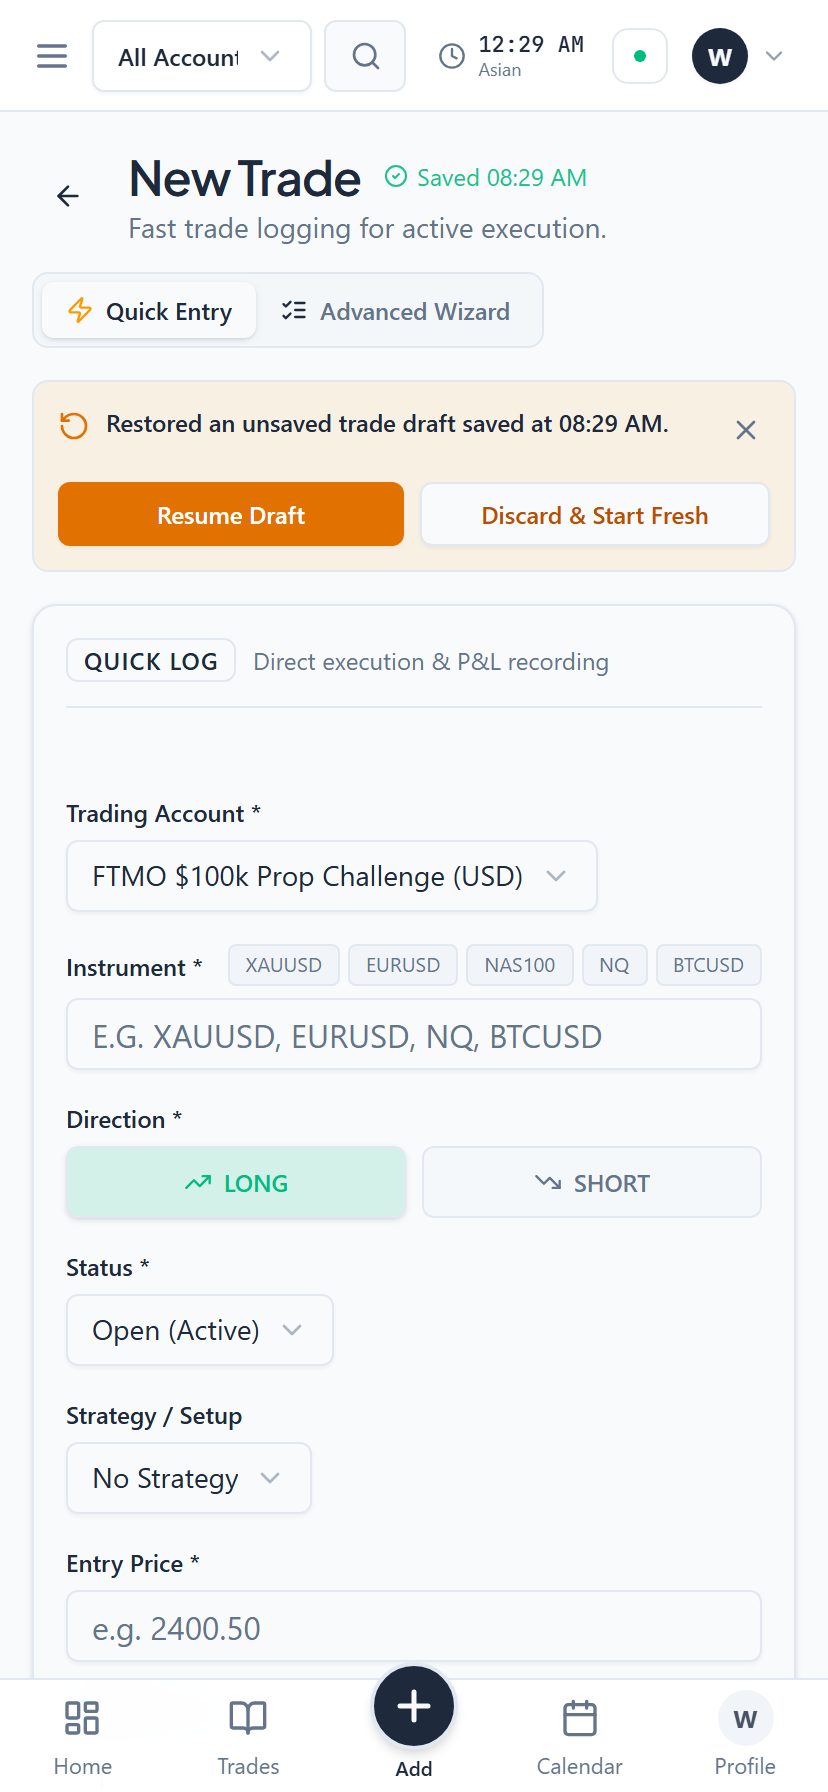 All Account
12:29 AM
Asian
W
New Trade
Saved 08:29 AM
Fast trade logging for active execution.
Quick Entry
Advanced Wizard
Restored an unsaved trade draft saved at 08:29 AM.
Resume Draft
Discard & Start Fresh
QUICK LOG
Direct execution & P&L recording
Trading Account *
FTMO $100k Prop Challenge (USD)
Instrument *
XAUUSD
EURUSD
NAS100
NQ
BTCUSD
E.G. XAUUSD, EURUSD, NQ, BTCUSD
Direction *
LONG
SHORT
Status *
Open (Active)
Strategy / Setup
No Strategy
Entry Price *
e.g. 2400.50
Home
Trades
Add
Calendar
W
Profile